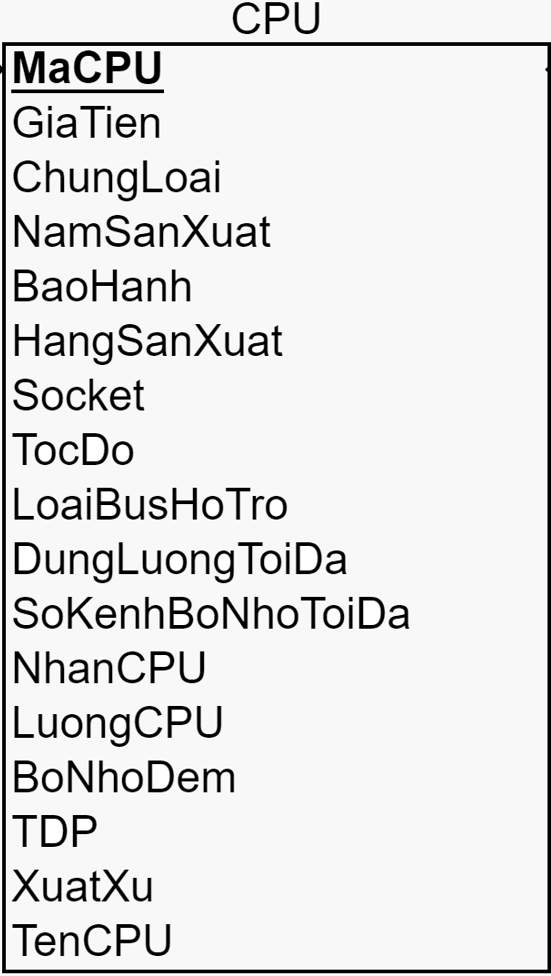 CPU
MaCPU
GiaTien
ChungLoai
NamSanXuat
BaoHanh
HangSanXuat
Socket
TocDo
LoaiBusHoTro
DungLuongToiDa
SoKenhBoNhoToiDa
NhanCPU
LuongCPU
BoNhoDem
TDP
XuatXu
TenCPU